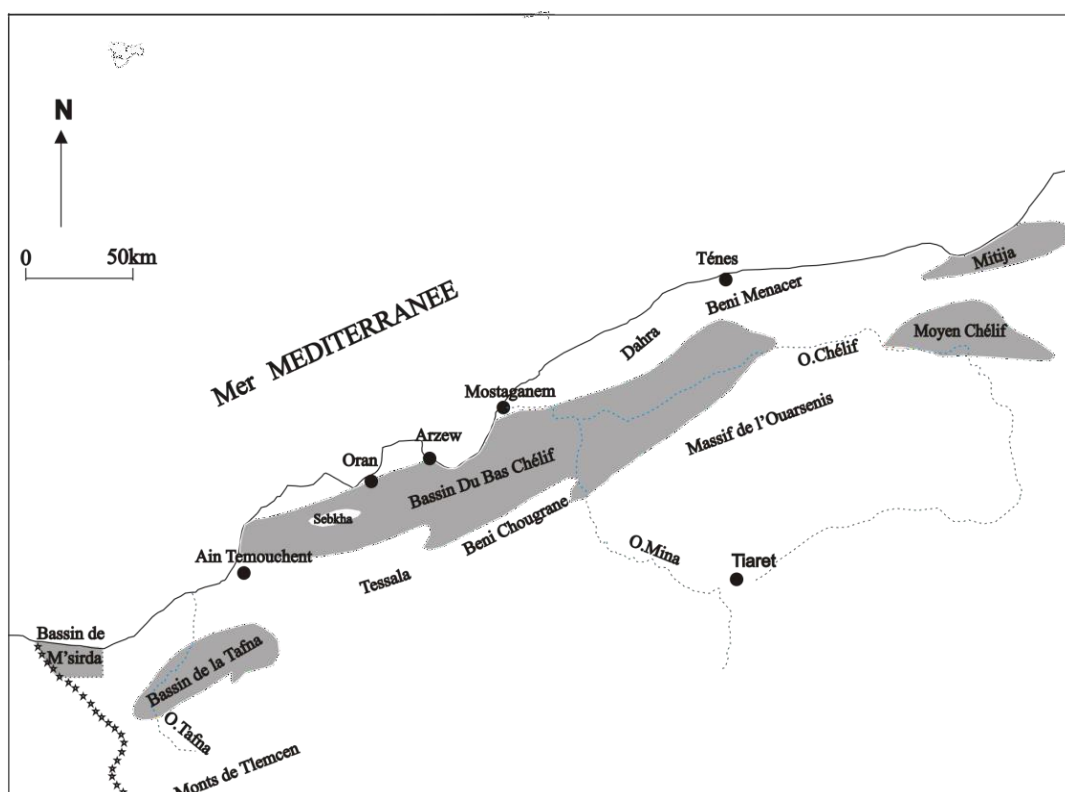 N
0 50km
Mer MEDITERRANEE
Ténes
Beni Menacer
Mitija
Dahra
O.Chélif
Moyen Chélif
Mostaganem
Massif de l'Ouarsenis
Arzew
Oran
Bassin Du Bas Chélif
Sebkha
Beni Chougrane
Ain Temouchent
Tessala
O.Mina
Tiaret
Bassin de
M'sirda
Bassin de la Tafna
O.Tafna
Monts de Tlemcen